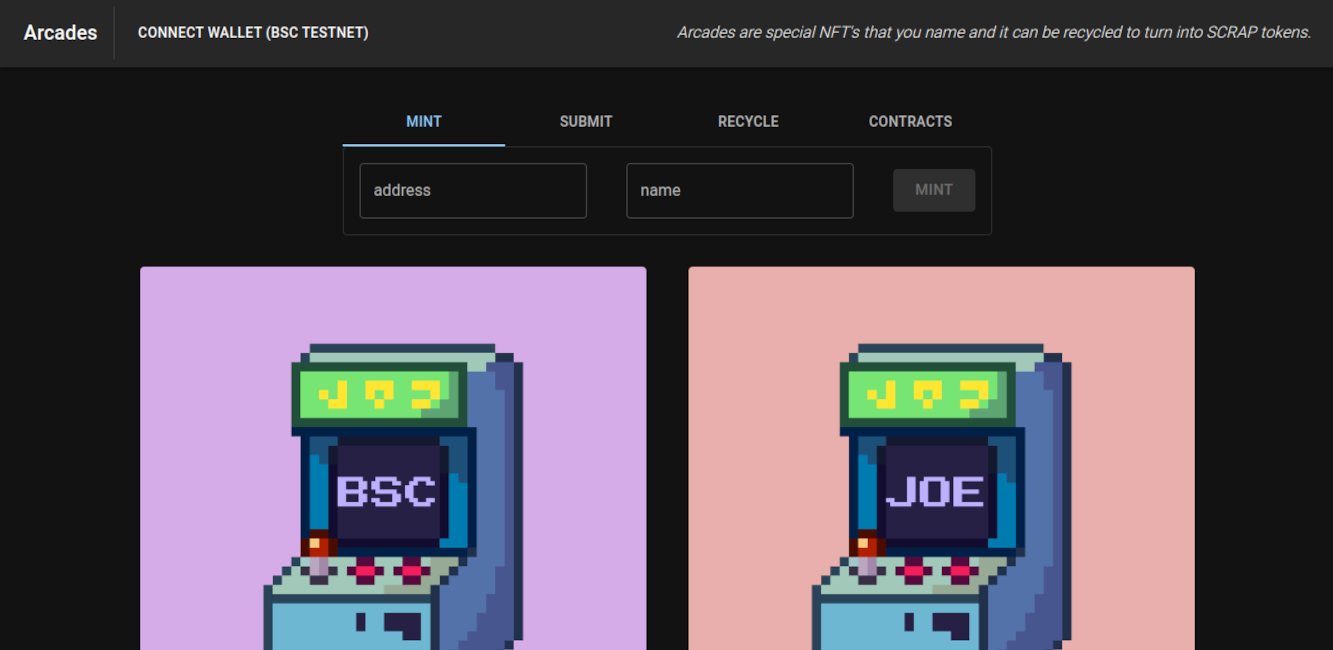 Arcades
CONNECT WALLET (BSC TESTNET)
Arcades are special NFT's that you name and it can be recycled to turn into SCRAP tokens.
MINT
SUBMIT
RECYCLE
CONTRACTS
address
name
MINT
BSC
JOE